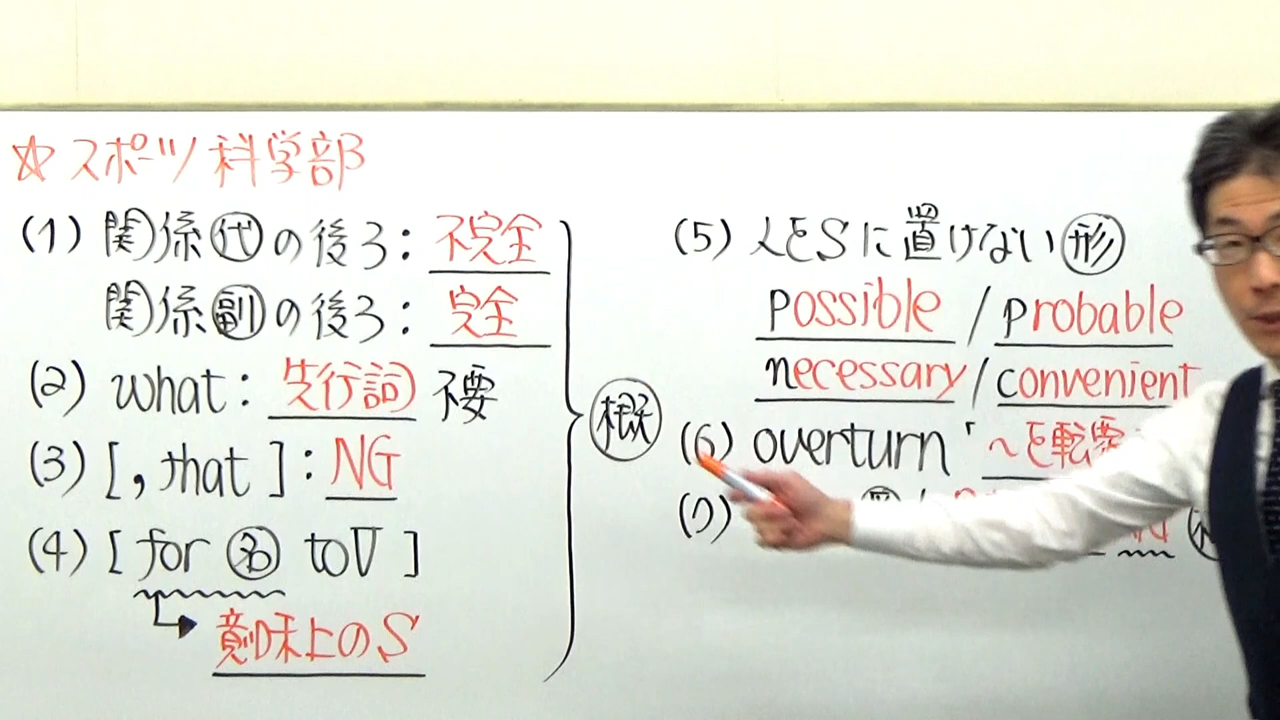 ☆スポーツ科学部
(1) 関係代の後ろ: 不完全
関係副の後ろ: 完全
(2) what: 先行詞 不要
(3) [, that ]: NG
(4) [ for 名 toV ]
意味上のS
概
(5) 人をSに置けない形
possible / probable
necessary / convenient
(6) overturn 「～を転覆
(7)